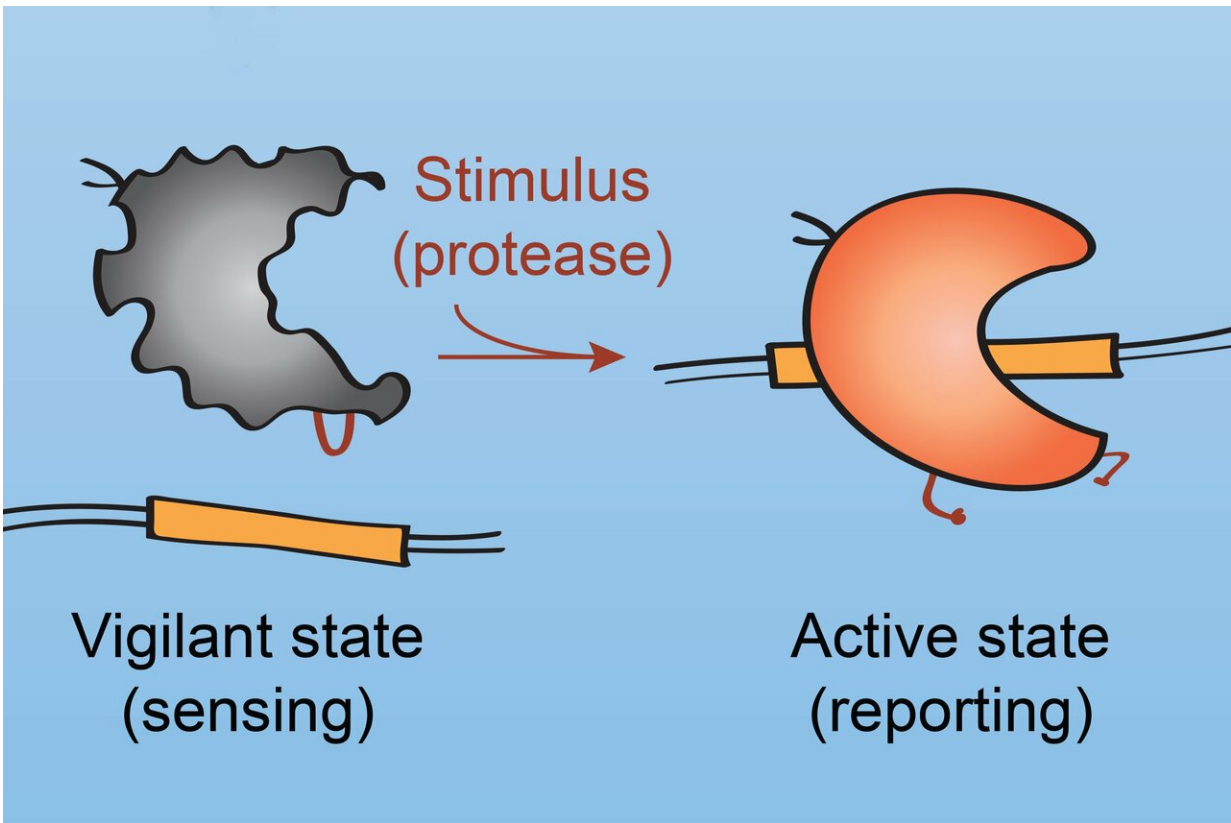 Stimulus
(protease)
Vigilant state
(sensing)
Active state
(reporting)